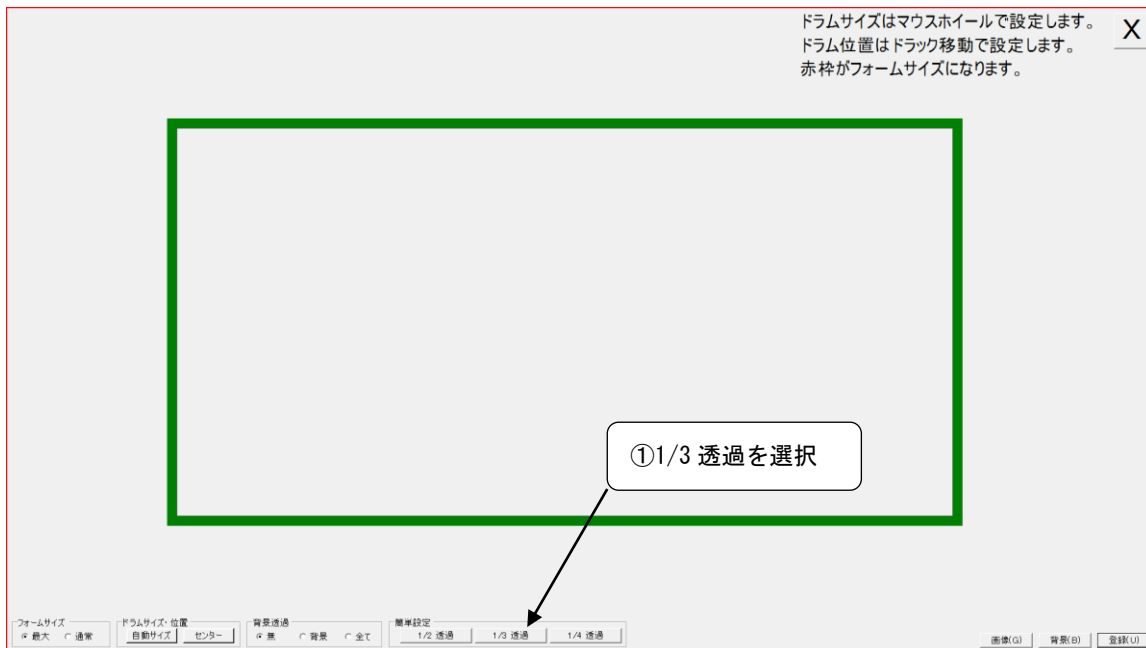 ドラムサイズはマウスホイールで設定します。
ドラム位置はドラック移動で設定します。
赤枠がフォームサイズになります。
X
①1/3 透過を選択
フォームサイズ
最大 通常
ドラムサイズ・位置
自動サイズ センター
背景透過
無 背景 全て
簡単設定
1/2 透過 1/3 透過 1/4 透過
画像(G) 背景(B) 登録(U)